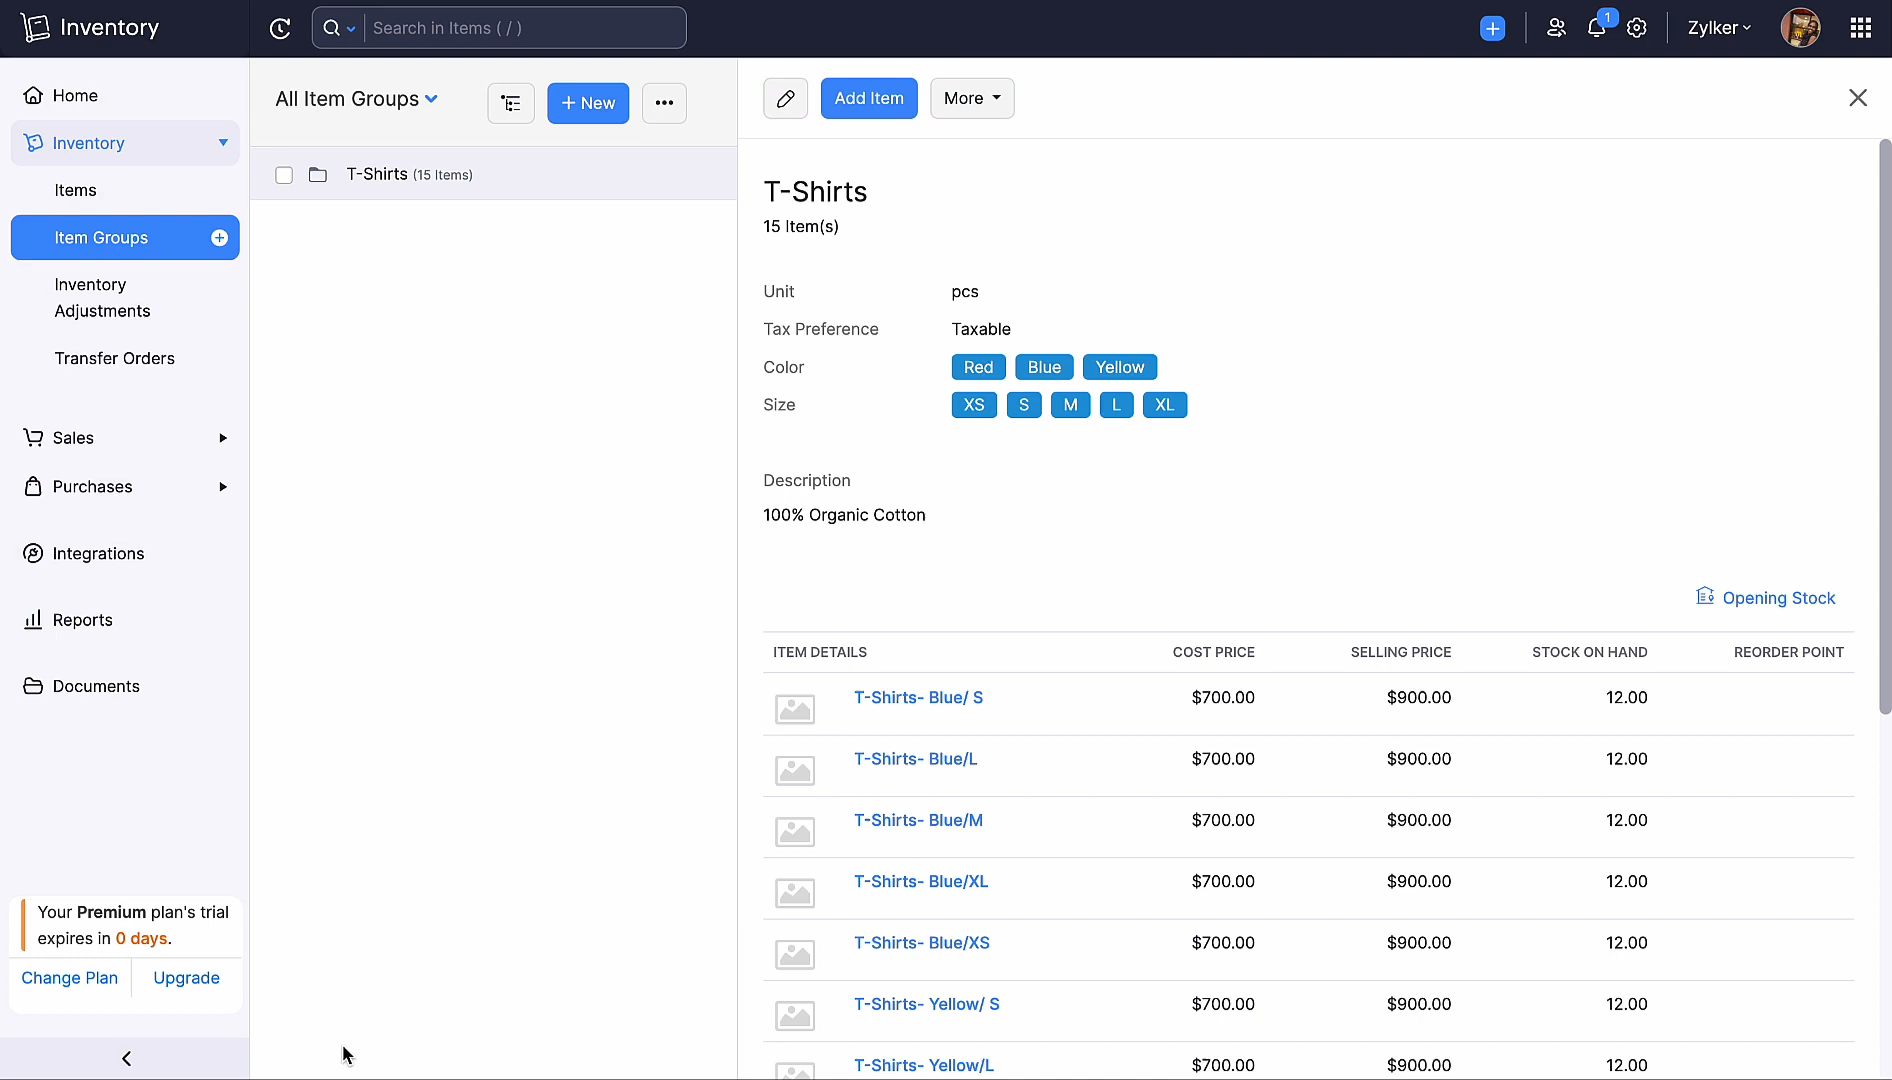 Inventory
Search in Items ( / )
1
Zylker
Home
Inventory
Items
Item Groups
Inventory
Adjustments
Transfer Orders
Sales
Purchases
Integrations
Reports
Documents
Your Premium plan's trial
expires in 0 days.
Change Plan
Upgrade
All Item Groups
+ New
T-Shirts (15 Items)
Add Item
More
T-Shirts
15 Item(s)
Unit pcs
Tax Preference Taxable
Color Red Blue Yellow
Size XS S M L XL
Description
100% Organic Cotton
Opening Stock
ITEM DETAILS COST PRICE SELLING PRICE STOCK ON HAND REORDER POINT
T-Shirts- Blue/ S $700.00 $900.00 12.00
T-Shirts- Blue/L $700.00 $900.00 12.00
T-Shirts- Blue/M $700.00 $900.00 12.00
T-Shirts- Blue/XL $700.00 $900.00 12.00
T-Shirts- Blue/XS $700.00 $900.00 12.00
T-Shirts- Yellow/ S $700.00 $900.00 12.00
T-Shirts- Yellow/L $700.00 $900.00 12.00